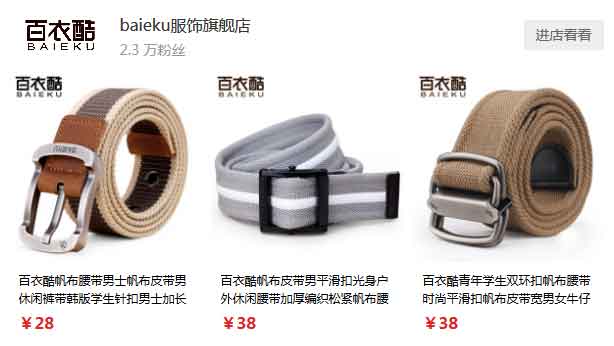 百衣酷
BAIEKU
baieku服饰旗舰店
2.3 万粉丝
进店看看
百衣酷
BAIEKU
百衣酷
BAIEKU
百衣酷
BAIEKU
百衣酷帆布腰带男士帆布皮带男
休闲裤带韩版学生针扣男士加长
¥28
百衣酷帆布皮带男平滑扣光身户
外休闲腰带加厚编织松紧帆布腰
¥38
百衣酷青年学生双环扣帆布腰带
时尚平滑扣帆布皮带宽男女牛仔
¥38